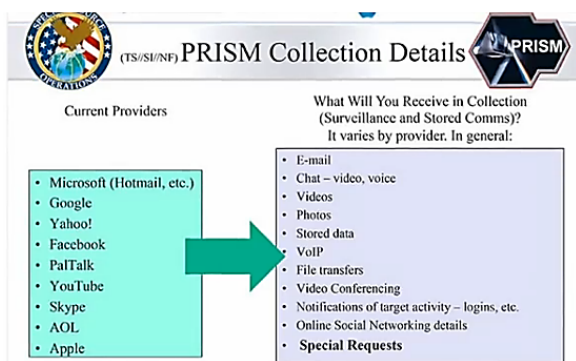 SPECIAL SOURCE
OPERATIONS
(TS//SI//NF) PRISM Collection Details
PRISM
Current Providers
Microsoft (Hotmail, etc.)
Google
Yahoo!
Facebook
PalTalk
YouTube
Skype
AOL
Apple
What Will You Receive in Collection
(Surveillance and Stored Comms)?
It varies by provider. In general:
E-mail
Chat – video, voice
Videos
Photos
Stored data
VoIP
File transfers
Video Conferencing
Notifications of target activity – logins, etc.
Online Social Networking details
Special Requests